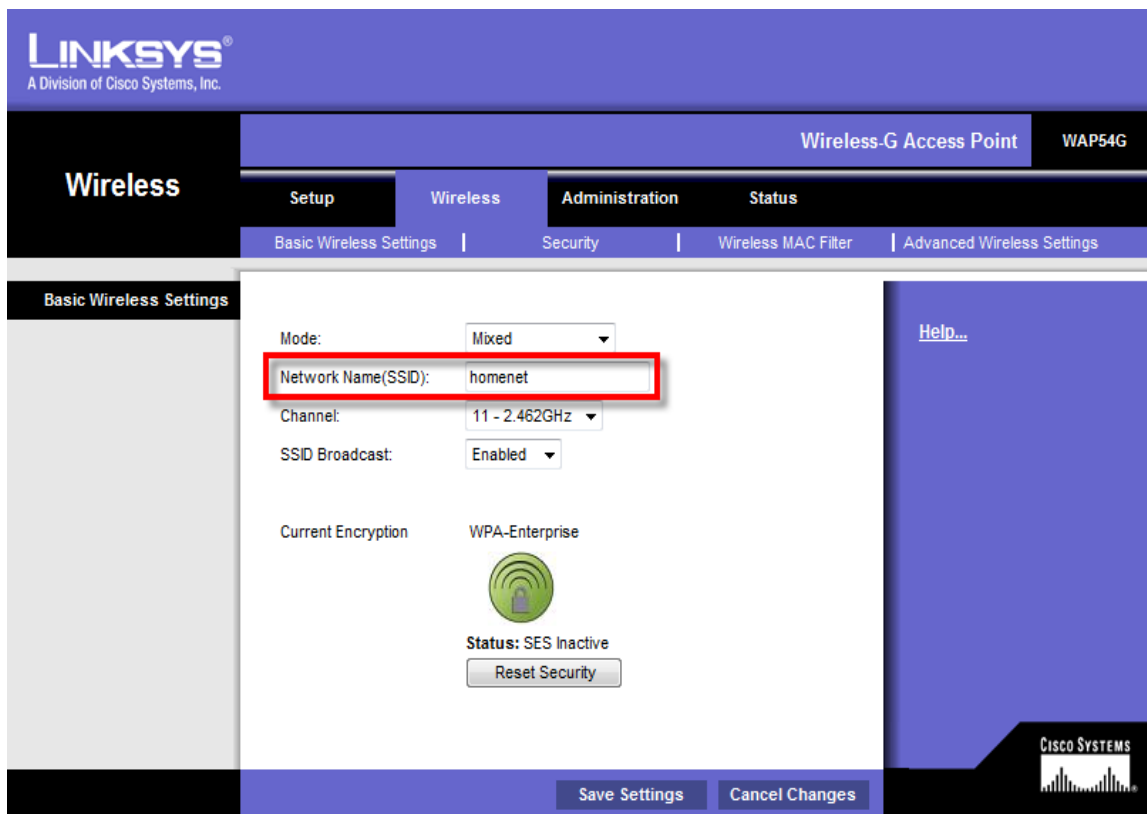 LINKSYS®
A Division of Cisco Systems, Inc.
Wireless-G Access Point WAP54G
Wireless
Setup Wireless Administration Status
Basic Wireless Settings | Security | Wireless MAC Filter | Advanced Wireless Settings
Basic Wireless Settings
Help...
Mode: Mixed
Network Name(SSID): homenet
Channel: 11 - 2.462GHz
SSID Broadcast: Enabled
Current Encryption WPA-Enterprise
Status: SES Inactive
Reset Security
CISCO SYSTEMS
Save Settings Cancel Changes